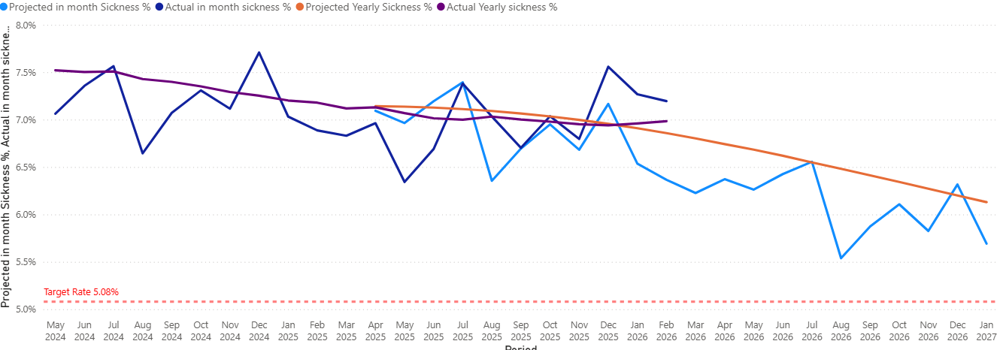 Projected in month Sickness % Actual in month sickness % Projected Yearly Sickness % Actual Yearly sickness %
Projected in month Sickness %, Actual in month sickne...
8.0%
7.5%
7.0%
6.5%
6.0%
5.5%
5.0%
Target Rate 5.08%
May Jun Jul Aug Sep Oct Nov Dec Jan Feb Mar Apr May Jun Jul Aug Sep Oct Nov Dec Jan Feb Mar Apr May Jun Jul Aug Sep Oct Nov Dec Jan
2024 2024 2024 2024 2024 2024 2024 2024 2025 2025 2025 2025 2025 2025 2025 2025 2025 2025 2025 2025 2026 2026 2026 2026 2026 2026 2026 2026 2026 2026 2026 2026 2027
Period